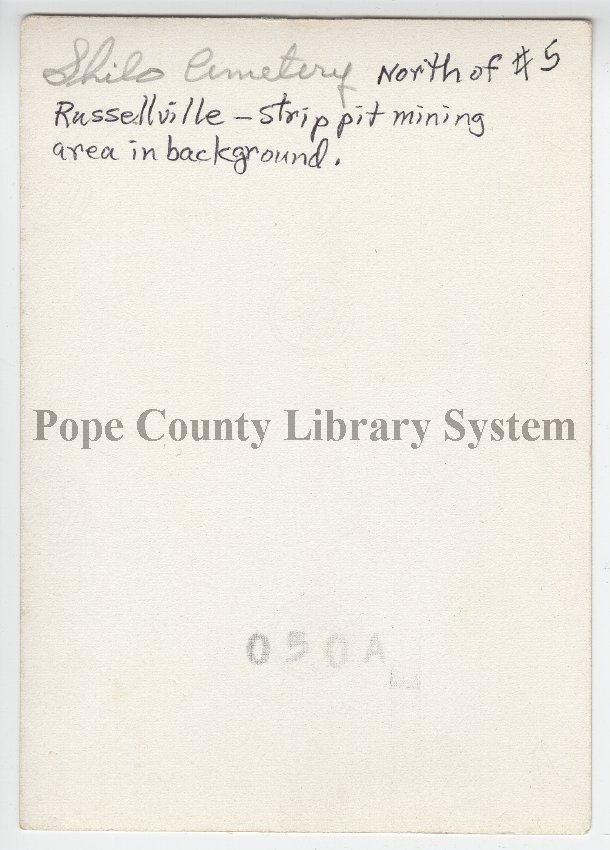 Shilo Cemetery North of #5
Russellville – strip pit mining
area in background.
Pope County Library System
050A